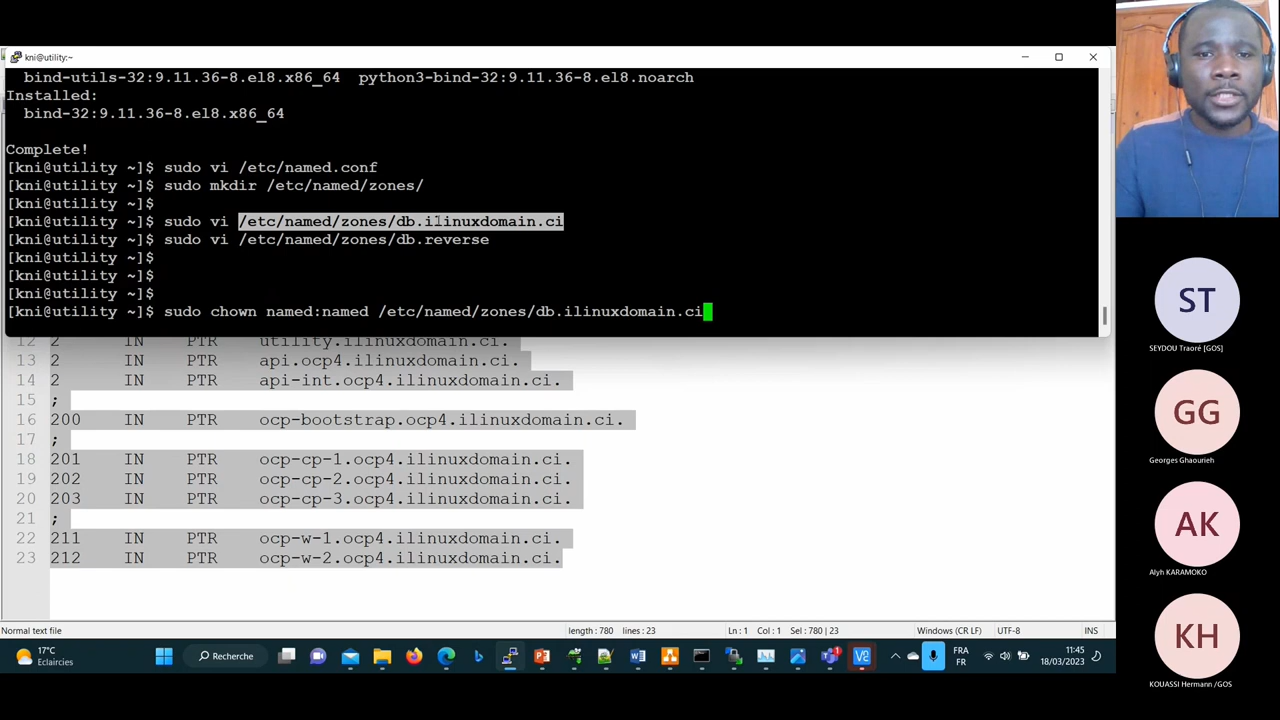 kni@utility:~
bind-utils-32:9.11.36-8.el8.x86_64 python3-bind-32:9.11.36-8.el8.noarch
Installed:
bind-32:9.11.36-8.el8.x86_64
Complete!
[kni@utility ~]$ sudo vi /etc/named.conf
[kni@utility ~]$ sudo mkdir /etc/named/zones/
[kni@utility ~]$
[kni@utility ~]$ sudo vi /etc/named/zones/db.ilinuxdomain.ci
[kni@utility ~]$ sudo vi /etc/named/zones/db.reverse
[kni@utility ~]$
[kni@utility ~]$
[kni@utility ~]$
[kni@utility ~]$ sudo chown named:named /etc/named/zones/db.ilinuxdomain.ci
12 2 IN PTR utility.ilinuxdomain.ci.
13 2 IN PTR api.ocp4.ilinuxdomain.ci.
14 2 IN PTR api-int.ocp4.ilinuxdomain.ci.
15 ;
16 200 IN PTR ocp-bootstrap.ocp4.ilinuxdomain.ci.
17 ;
18 201 IN PTR ocp-cp-1.ocp4.ilinuxdomain.ci.
19 202 IN PTR ocp-cp-2.ocp4.ilinuxdomain.ci.
20 203 IN PTR ocp-cp-3.ocp4.ilinuxdomain.ci.
21 ;
22 211 IN PTR ocp-w-1.ocp4.ilinuxdomain.ci.
23 212 IN PTR ocp-w-2.ocp4.ilinuxdomain.ci.
Normal text file length : 780 lines : 23 Ln : 1 Col : 1 Sel : 780 | 23 Windows (CR LF) UTF-8 INS
17°C
Eclaircies
Recherche
FRA
FR
11:45
18/03/2023
ST
SEYDOU Traoré [GOS]
GG
Georges Ghaourieh
AK
Alyh KARAMOKO
KH
KOUASSI Hermann /GOS